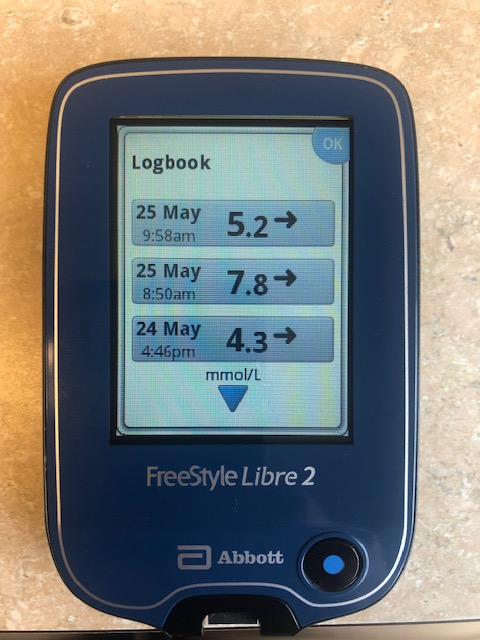 OK
Logbook
25 May
9:58am
5.2 ➔
25 May
8:50am
7.8 ➔
24 May
4:46pm
4.3 ➔
mmol/L
FreeStyle Libre 2
Abbott